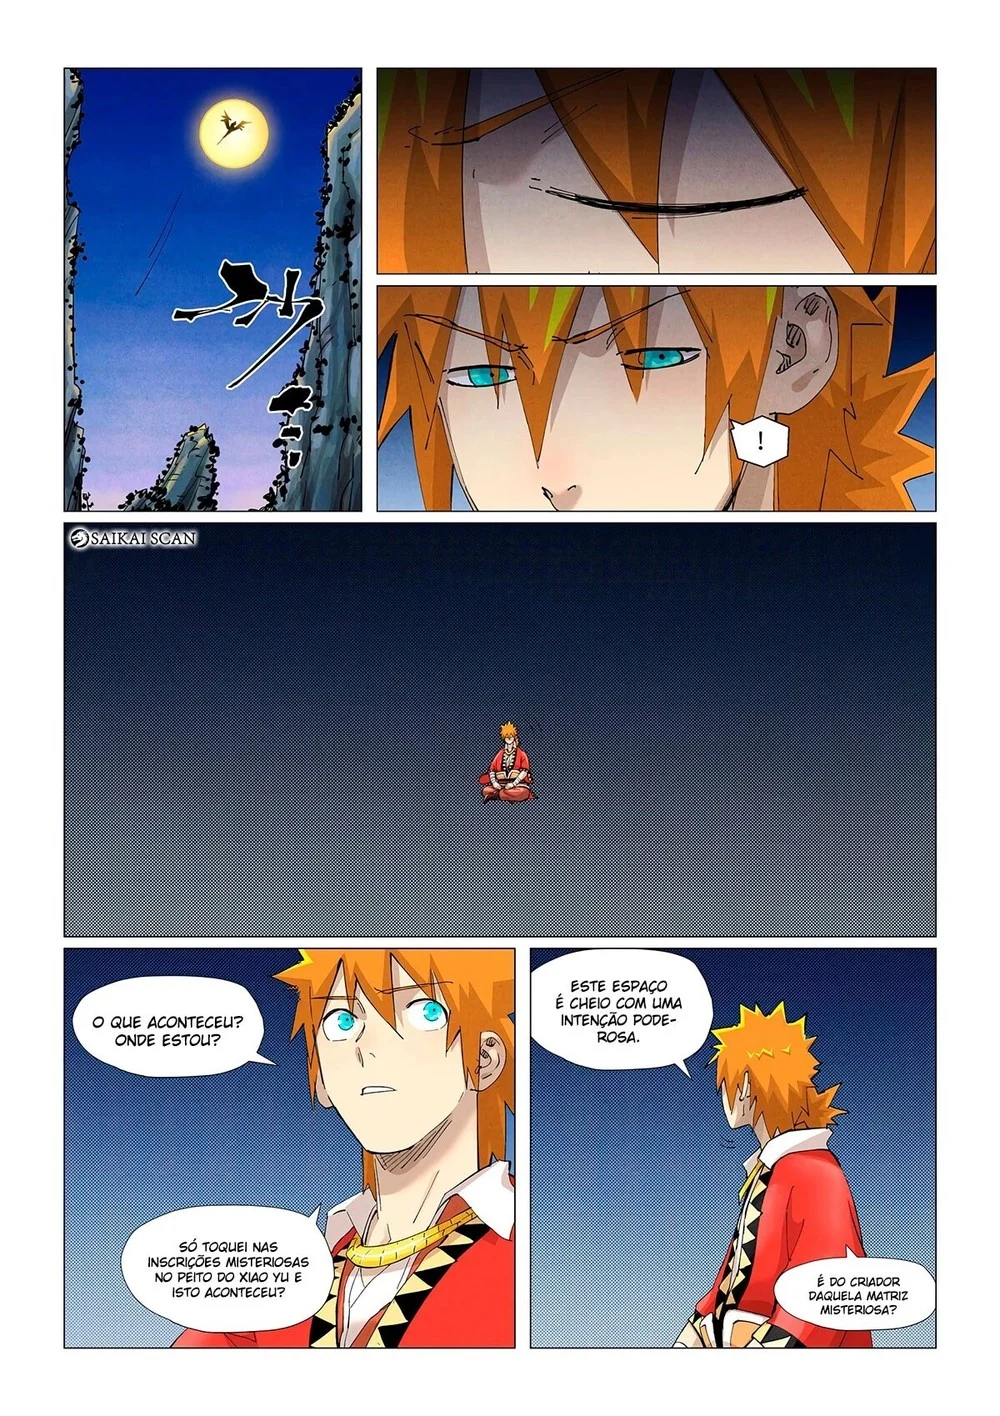 !
SAIKAI SCAN
O QUE ACONTECEU?
ONDE ESTOU?
SÓ TOQUEI NAS
INSCRIÇÕES MISTERIOSAS
NO PEITO DO XIAO YU E
ISTO ACONTECEU?
ESTE ESPAÇO
É CHEIO COM UMA
INTENÇÃO PODE-
ROSA.
É DO CRIADOR
DAQUELA MATRIZ
MISTERIOSA?